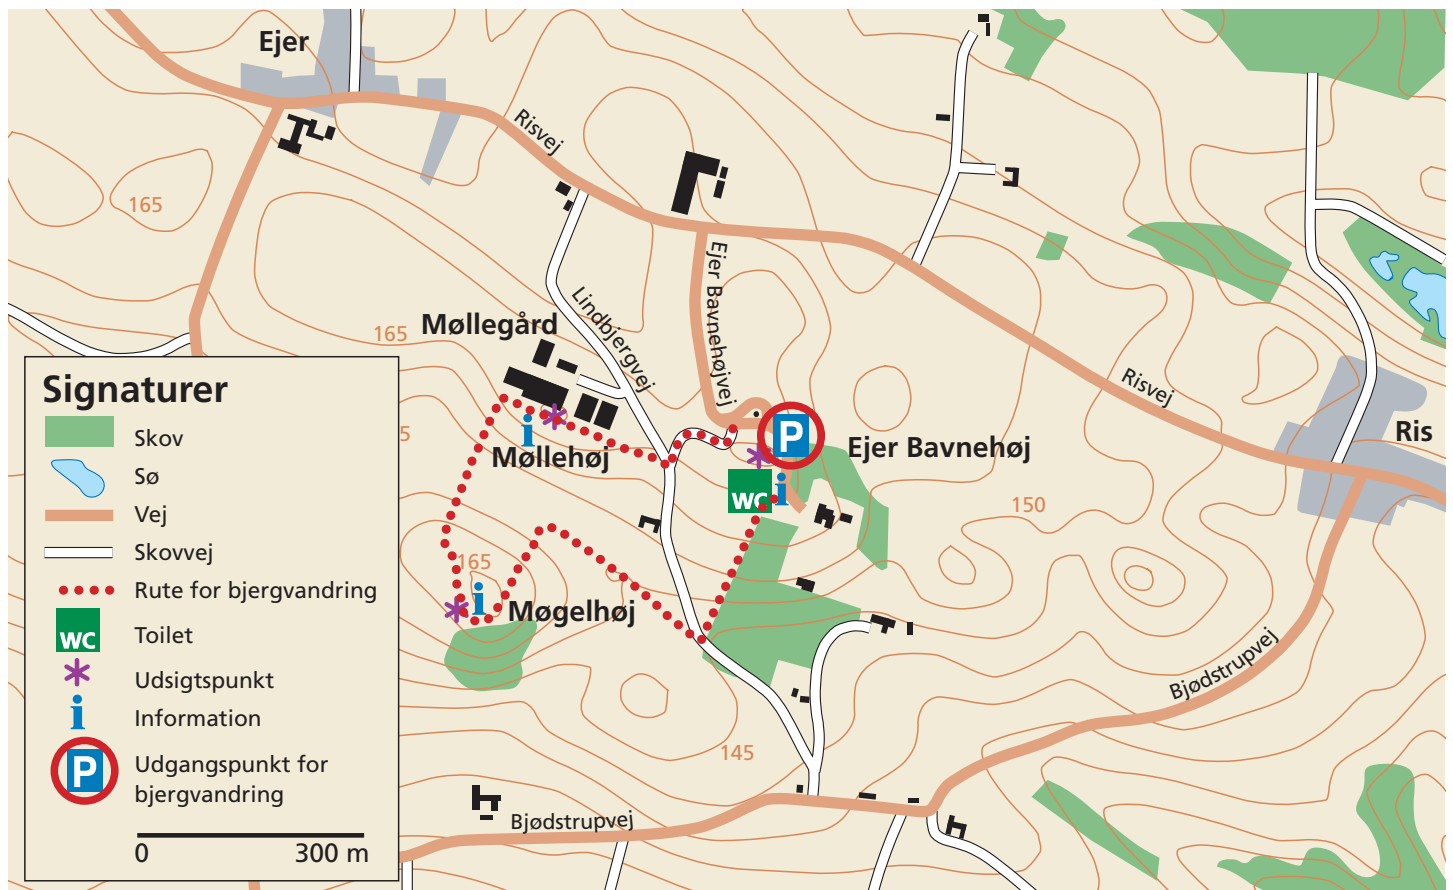 Ejer
Risvej
165
Ejer Bavnehøjvej
Lindbjergvej
Møllegård
165
Risvej
P
Ris
Ejer Bavnehøj
i
Møllehøj
5
WC
i
150
165
i
Møgelhøj
Bjødstrupvej
145
Bjødstrupvej
Signaturer
Skov
Sø
Vej
Skovvej
Rute for bjergvandring
WC
Toilet
Udsigtspunkt
i
Information
P
Udgangspunkt for
bjergvandring
0 300 m